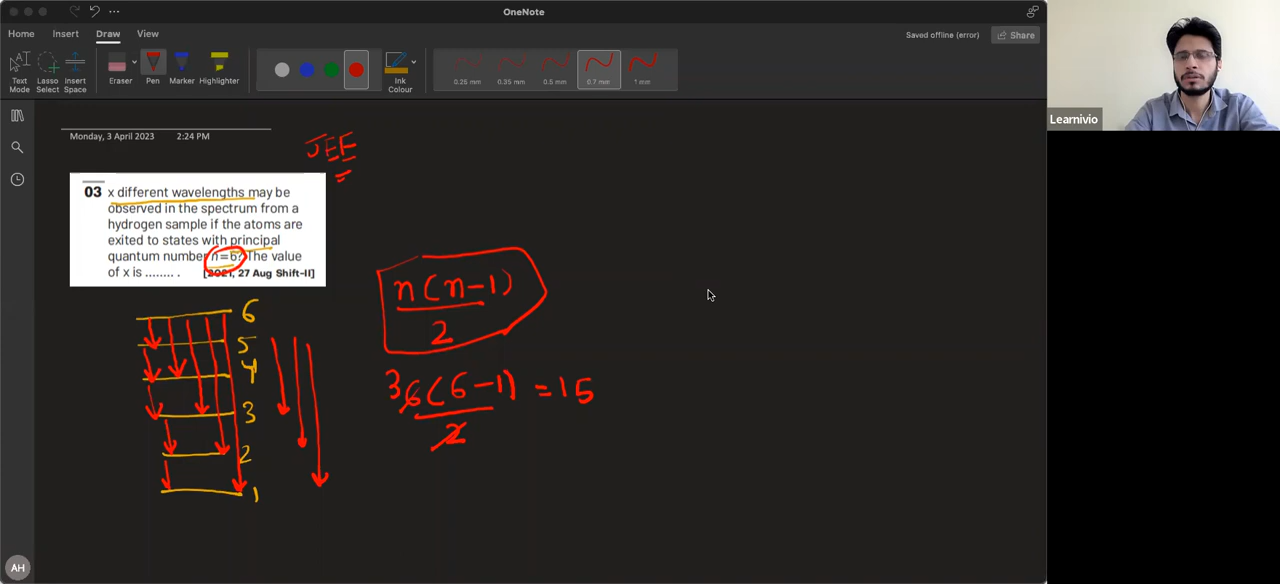 OneNote
Home Insert Draw View
Saved offline (error) Share
Text Mode
Lasso Select
Insert Space
Eraser
Pen
Marker
Highlighter
Ink Colour
0.25 mm 0.35 mm 0.5 mm 0.7 mm 1 mm
Learnivio
Monday, 3 April 2023 2:24 PM
JEE
03 x different wavelengths may be
observed in the spectrum from a
hydrogen sample if the atoms are
exited to states with principal
quantum number n=6? The value
of x is ........ . [2021, 27 Aug Shift-II]
n(n-1)
2
6
5
4
3
2
1
3 6(6-1) = 15
2
AH